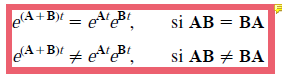 e^{(A+B)t} = e^{At}e^{Bt}, si AB = BA
e^{(A+B)t} ≠ e^{At}e^{Bt}, si AB ≠ BA